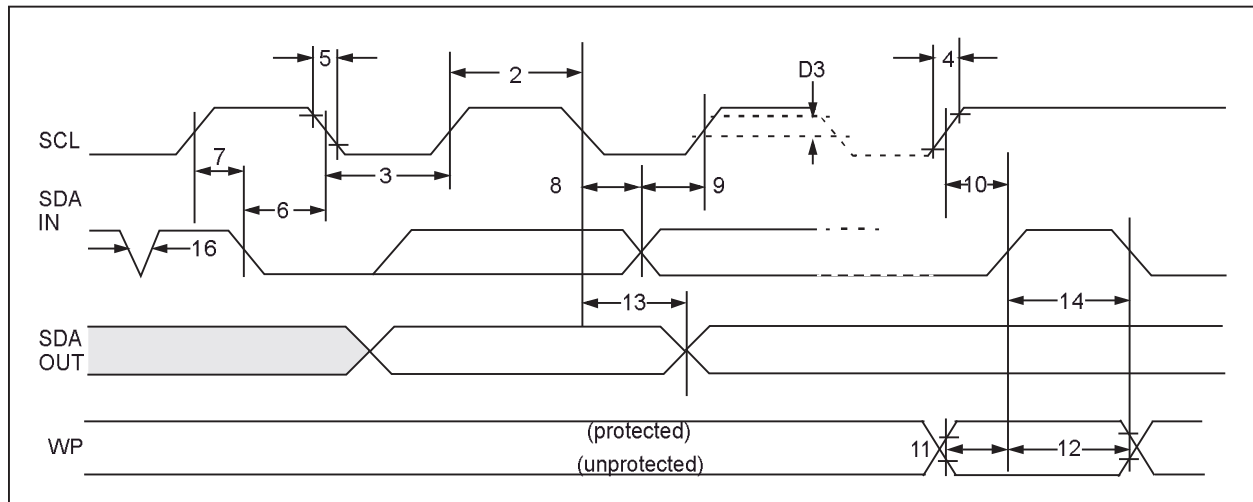 5
2
D3
4
SCL
7
3
8
9
10
SDA
IN
6
16
13
14
SDA
OUT
WP
(protected)
(unprotected)
11
12